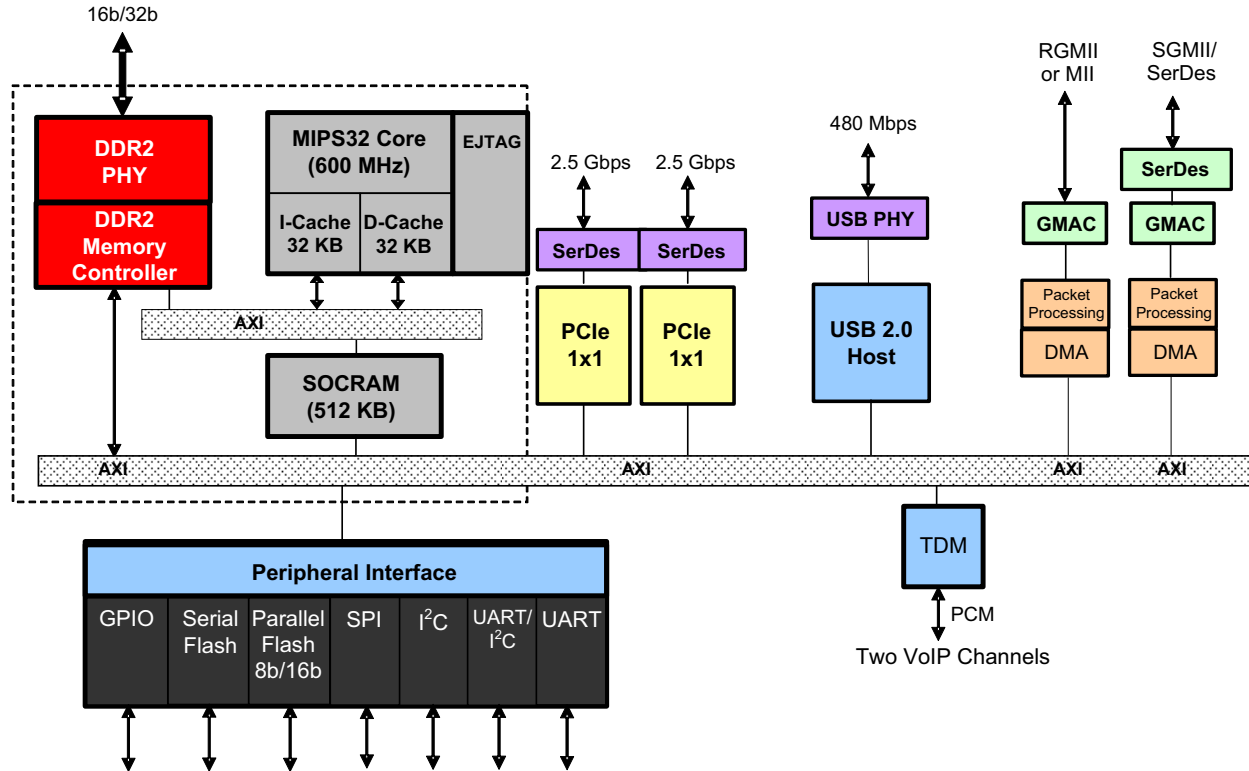 16b/32b
DDR2
PHY
DDR2
Memory
Controller
MIPS32 Core
(600 MHz)
EJTAG
I-Cache
32 KB
D-Cache
32 KB
AXI
SOCRAM
(512 KB)
2.5 Gbps
2.5 Gbps
SerDes
SerDes
PCIe
1x1
PCIe
1x1
480 Mbps
USB PHY
USB 2.0
Host
RGMII
or MII
SGMII/
SerDes
SerDes
GMAC
GMAC
Packet
Processing
Packet
Processing
DMA
DMA
AXI
AXI
AXI
AXI
Peripheral Interface
GPIO
Serial
Flash
Parallel
Flash
8b/16b
SPI
I²C
UART/
I²C
UART
TDM
PCM
Two VoIP Channels